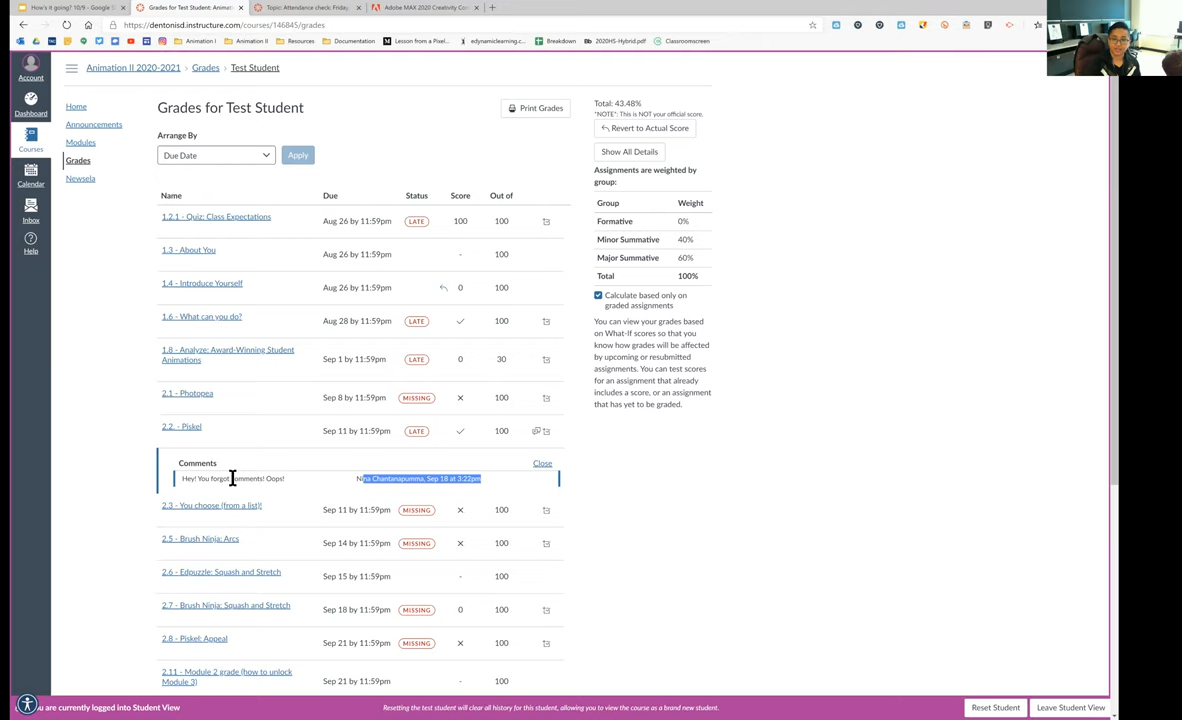 How's it going? 10/9 - Google S
Grades for Test Student: Animati
Topic: Attendance check: Friday
Adobe MAX 2020 Creativity Con
https://dentonisd.instructure.com/courses/146845/grades
Animation I
Animation II
Resources
Documentation
Lesson from a Pixel...
edynamiclearning.c...
Breakdown
2020HS-Hybrid.pdf
Classroomscreen
Account
Dashboard
Courses
Calendar
Inbox
Help
Animation II 2020-2021 › Grades › Test Student
Home
Announcements
Modules
Grades
Newsela
Grades for Test Student
Print Grades
Arrange By
Due Date
Apply
Name Due Status Score Out of
1.2.1 - Quiz: Class Expectations Aug 26 by 11:59pm LATE 100 100
1.3 - About You Aug 26 by 11:59pm - 100
1.4 - Introduce Yourself Aug 26 by 11:59pm 0 100
1.6 - What can you do? Aug 28 by 11:59pm LATE 100
1.8 - Analyze: Award-Winning Student
Animations Sep 1 by 11:59pm LATE 0 30
2.1 - Photopea Sep 8 by 11:59pm MISSING 100
2.2. - Piskel Sep 11 by 11:59pm LATE 100
Comments Close
Hey! You forgot comments! Oops! Nina Chantanapumma, Sep 18 at 3:22pm
2.3 - You choose (from a list)! Sep 11 by 11:59pm MISSING 100
2.5 - Brush Ninja: Arcs Sep 14 by 11:59pm MISSING 100
2.6 - Edpuzzle: Squash and Stretch Sep 15 by 11:59pm - 100
2.7 - Brush Ninja: Squash and Stretch Sep 18 by 11:59pm MISSING 0 100
2.8 - Piskel: Appeal Sep 21 by 11:59pm MISSING 100
2.11 - Module 2 grade (how to unlock
Module 3) Sep 21 by 11:59pm - 100
Total: 43.48%
*NOTE*: This is NOT your official score.
Revert to Actual Score
Show All Details
Assignments are weighted by
group:
Group Weight
Formative 0%
Minor Summative 40%
Major Summative 60%
Total 100%
Calculate based only on
graded assignments
You can view your grades based
on What-If scores so that you
know how grades will be affected
by upcoming or resubmitted
assignments. You can test scores
for an assignment that already
includes a score, or an assignment
that has yet to be graded.
are currently logged into Student View
Resetting the test student will clear all history for this student, allowing you to view the course as a brand new student.
Reset Student
Leave Student View